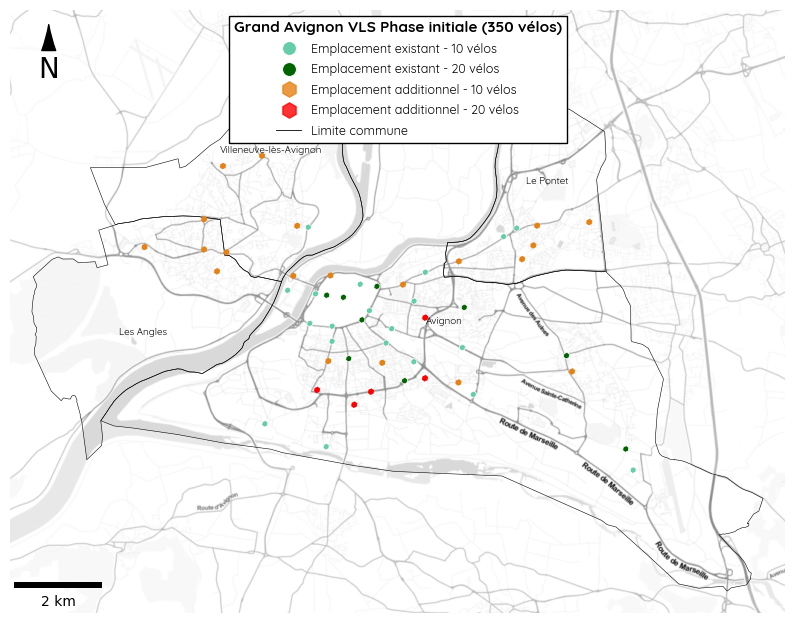 Grand Avignon VLS Phase initiale (350 vélos)
Emplacement existant - 10 vélos
Emplacement existant - 20 vélos
Emplacement additionnel - 10 vélos
Emplacement additionnel - 20 vélos
Limite commune
N
Villeneuve-lès-Avignon
Le Pontet
Les Angles
Avignon
Avenue Sainte-Catherine
Route de Marseille
Route de Marseille
Route d'Avignon
Route de Marseille
Avenue
2 km